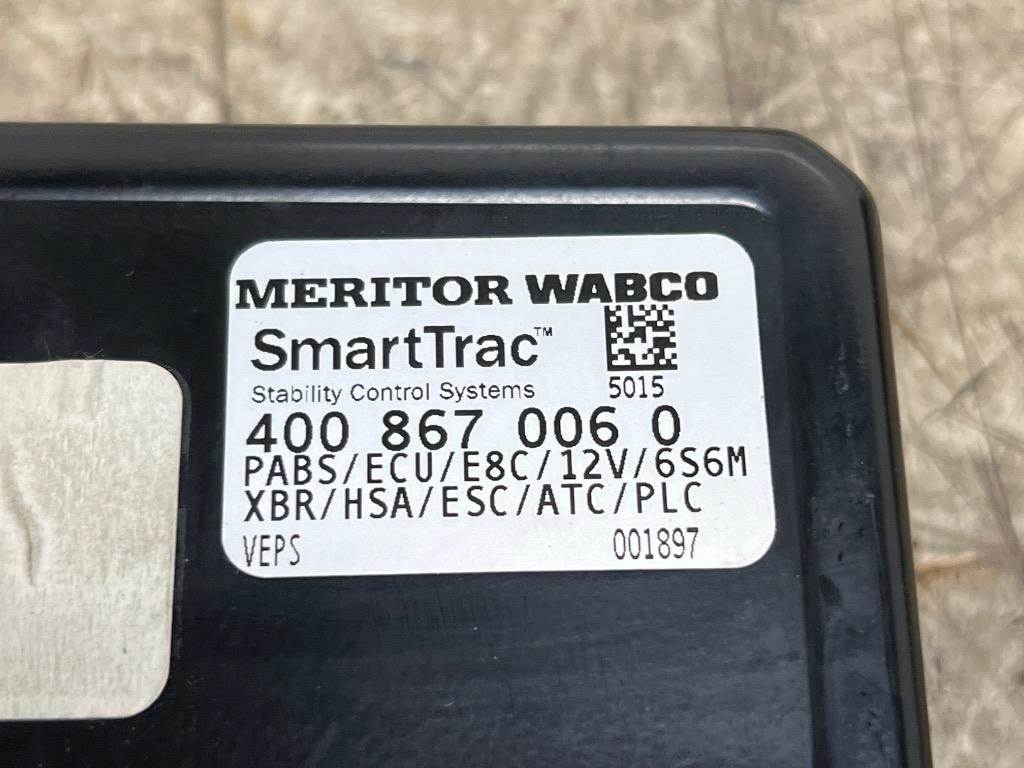 MERITOR WABCO
SmartTrac™
Stability Control Systems
5015
400 867 006 0
PABS/ECU/E8C/12V/6S6M
XBR/HSA/ESC/ATC/PLC
VEPS 001897